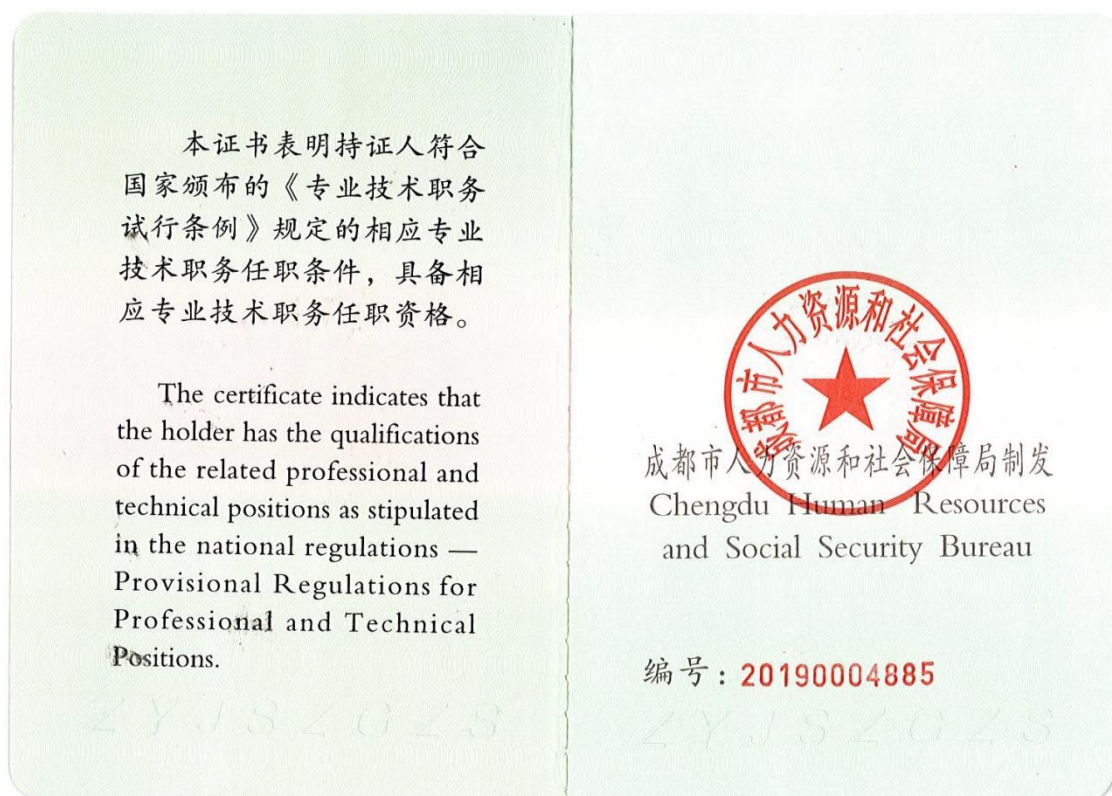 本证书表明持证人符合
国家颁布的《专业技术职务
试行条例》规定的相应专业
技术职务任职条件，具备相
应专业技术职务任职资格。
The certificate indicates that
the holder has the qualifications
of the related professional and
technical positions as stipulated
in the national regulations —
Provisional Regulations for
Professional and Technical
Positions.
ZYJSZGZS
成都市人力资源和社会保障局
成都市人力资源和社会保障局制发
Chengdu Human Resources
and Social Security Bureau
编号：20190004885
ZYJSZGZS